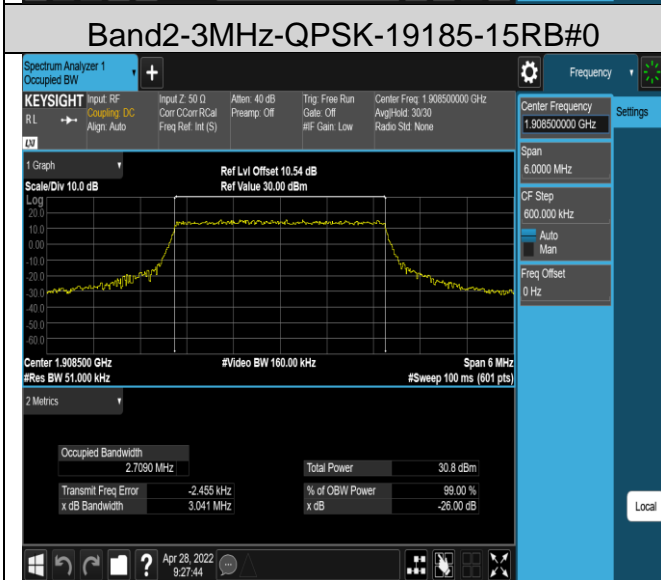 Band2-3MHz-QPSK-19185-15RB#0
Spectrum Analyzer 1
Occupied BW
+
Frequency
KEYSIGHT
R L
Input: RF
Coupling: DC
Align: Auto
Input Z: 50 Ω
Corr CCorr RCal
Freq Ref: Int (S)
Atten: 40 dB
Preamp: Off
Trig: Free Run
Gate: Off
#IF Gain: Low
Center Freq: 1.908500000 GHz
Avg|Hold: 30/30
Radio Std: None
Center Frequency
1.908500000 GHz
Settings
Span
6.0000 MHz
CF Step
600.000 kHz
Auto
Man
Freq Offset
0 Hz
1 Graph
Scale/Div 10.0 dB
Ref Lvl Offset 10.54 dB
Ref Value 30.00 dBm
Log
20.0
10.0
0.00
-10.0
-20.0
-30.0
-40.0
-50.0
-60.0
Center 1.908500 GHz
#Video BW 160.00 kHz
Span 6 MHz
#Res BW 51.000 kHz
#Sweep 100 ms (601 pts)
2 Metrics
Occupied Bandwidth
2.7090 MHz
Total Power 30.8 dBm
Transmit Freq Error -2.455 kHz
% of OBW Power 99.00 %
x dB Bandwidth 3.041 MHz
x dB -26.00 dB
Local
?
Apr 28, 2022
9:27:44